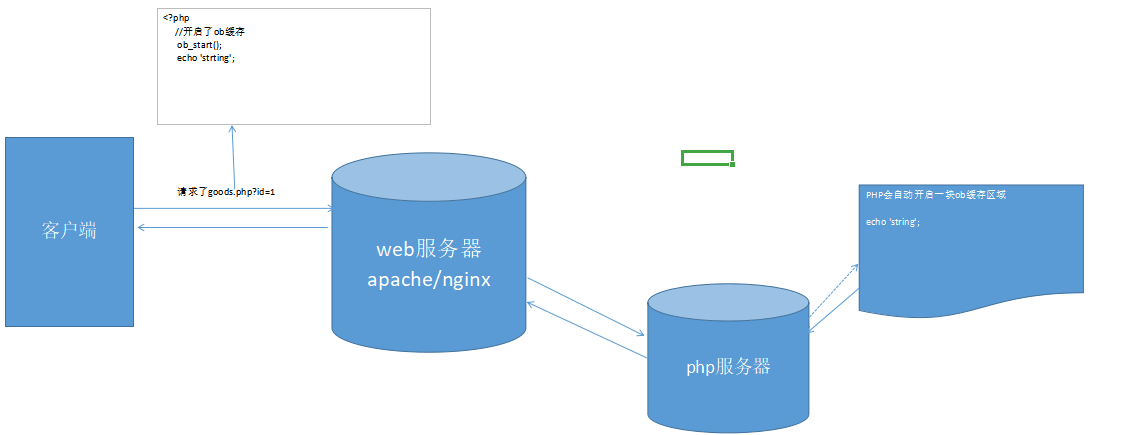 <?php
//开启了ob缓存
ob_start();
echo 'strting';
请求了goods.php?id=1
客户端
web服务器
apache/nginx
php服务器
PHP会自动开启一块ob缓存区域
echo 'string';